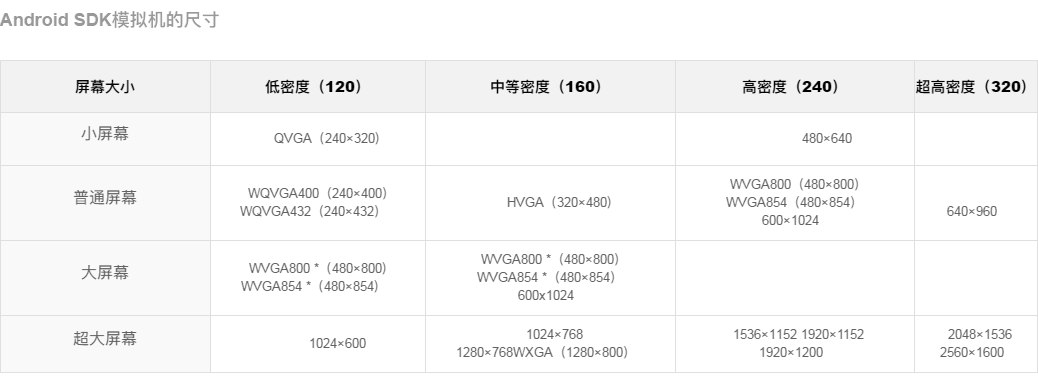 Android SDK模拟机的尺寸
屏幕大小 低密度（120） 中等密度（160） 高密度（240） 超高密度（320）
小屏幕 QVGA（240×320） 480×640
普通屏幕 WQVGA400（240×400） WQVGA432（240×432） HVGA（320×480） WVGA800（480×800） WVGA854（480×854） 600×1024 640×960
大屏幕 WVGA800 *（480×800） WVGA854 *（480×854） WVGA800 *（480×800） WVGA854 *（480×854） 600x1024
超大屏幕 1024×600 1024×768 1280×768WXGA（1280×800） 1536×1152 1920×1152 1920×1200 2048×1536 2560×1600